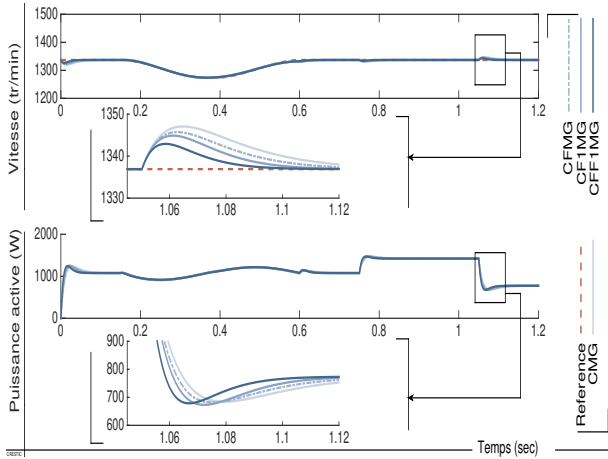 Vitesse (tr/min)
1500
1400
1300
1200
0 0.2 0.4 0.6 0.8 1 1.2
1350
1340
1330
1.06 1.08 1.1 1.12
CFMG
CF1MG
CFF1MG
Puissance active (W)
2000
1000
0
0 0.2 0.4 0.6 0.8 1 1.2
900
800
700
600
1.06 1.08 1.1 1.12
Reference
CMG
Temps (sec)
CReSTIC